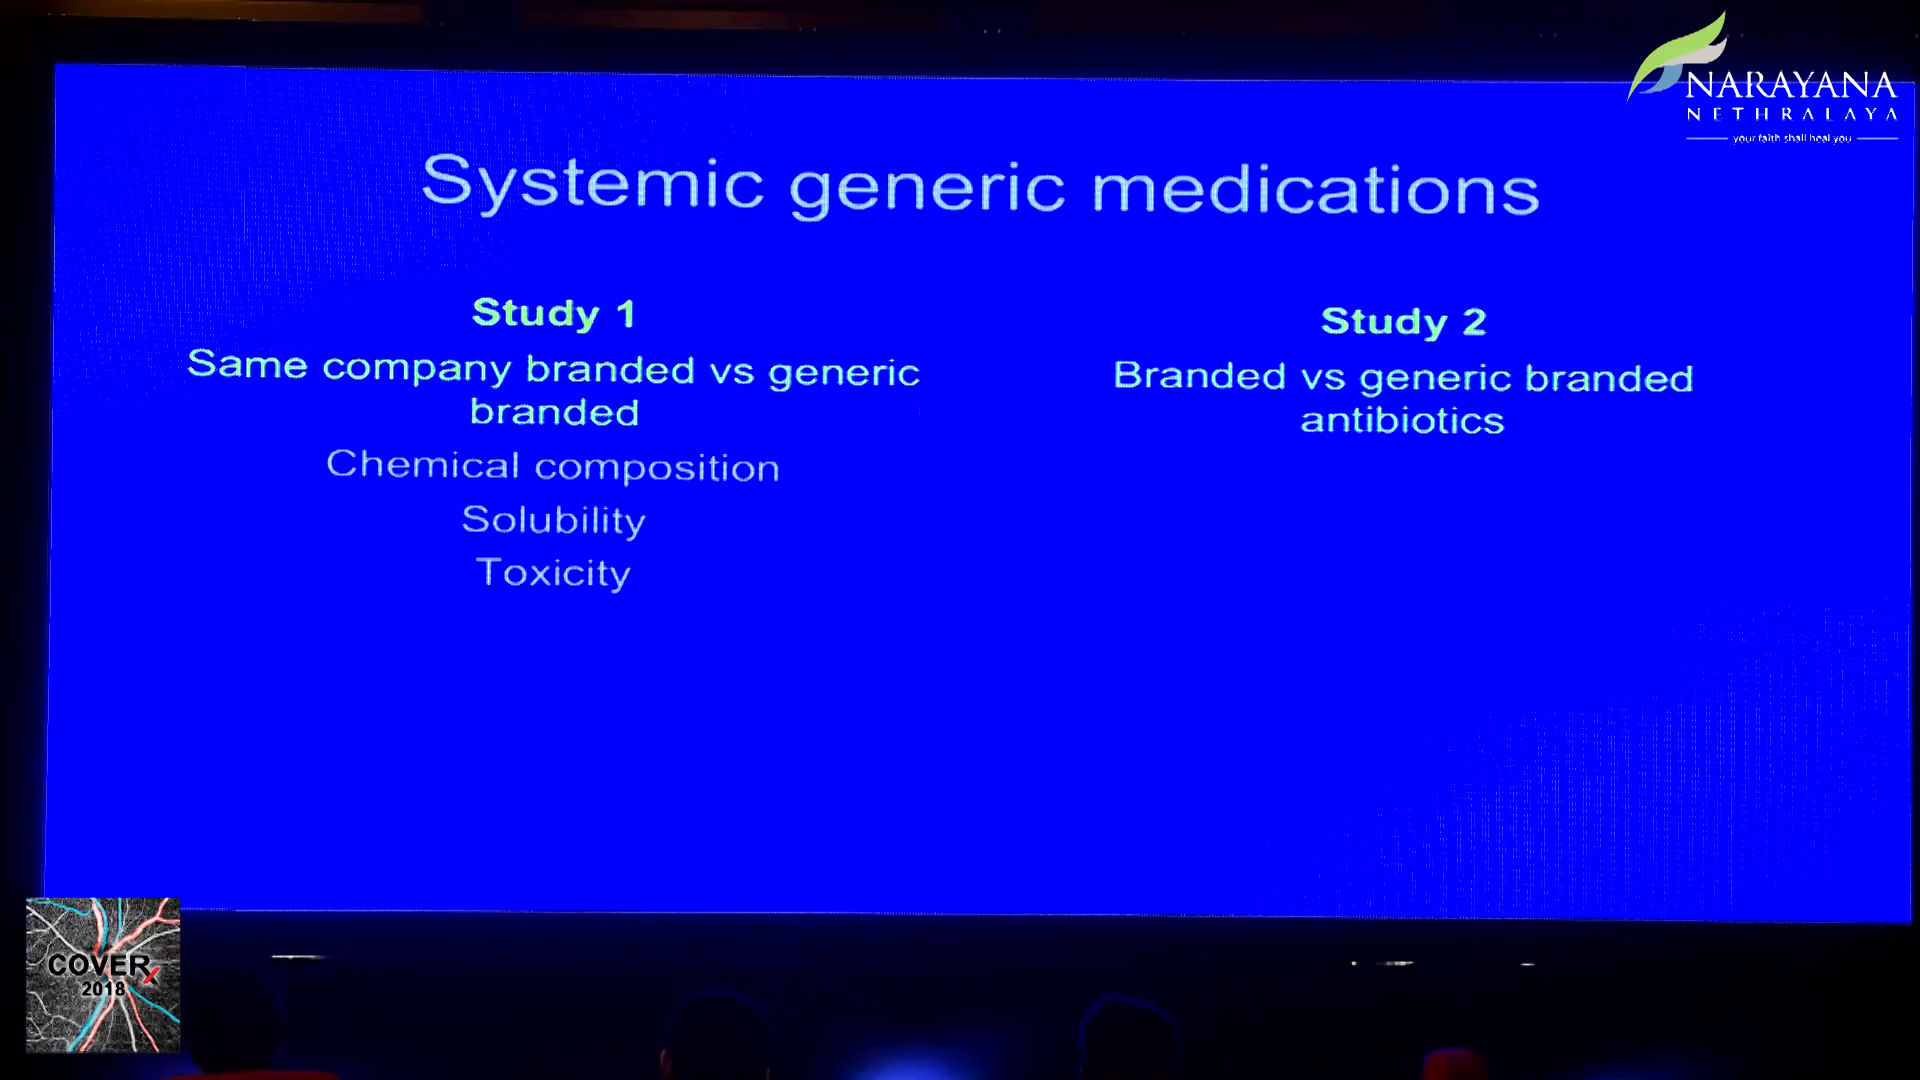 NARAYANA
NETHRALAYA
your faith shall heal you
Systemic generic medications
Study 1
Same company branded vs generic
branded
Chemical composition
Solubility
Toxicity
Study 2
Branded vs generic branded
antibiotics
COVERx
2018